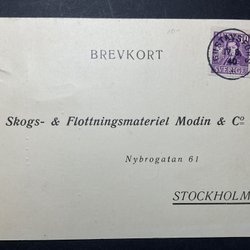 BREVKORT
Skogs- & Flottningsmateriel Modin & Co
Nybrogatan 61
STOCKHOLM